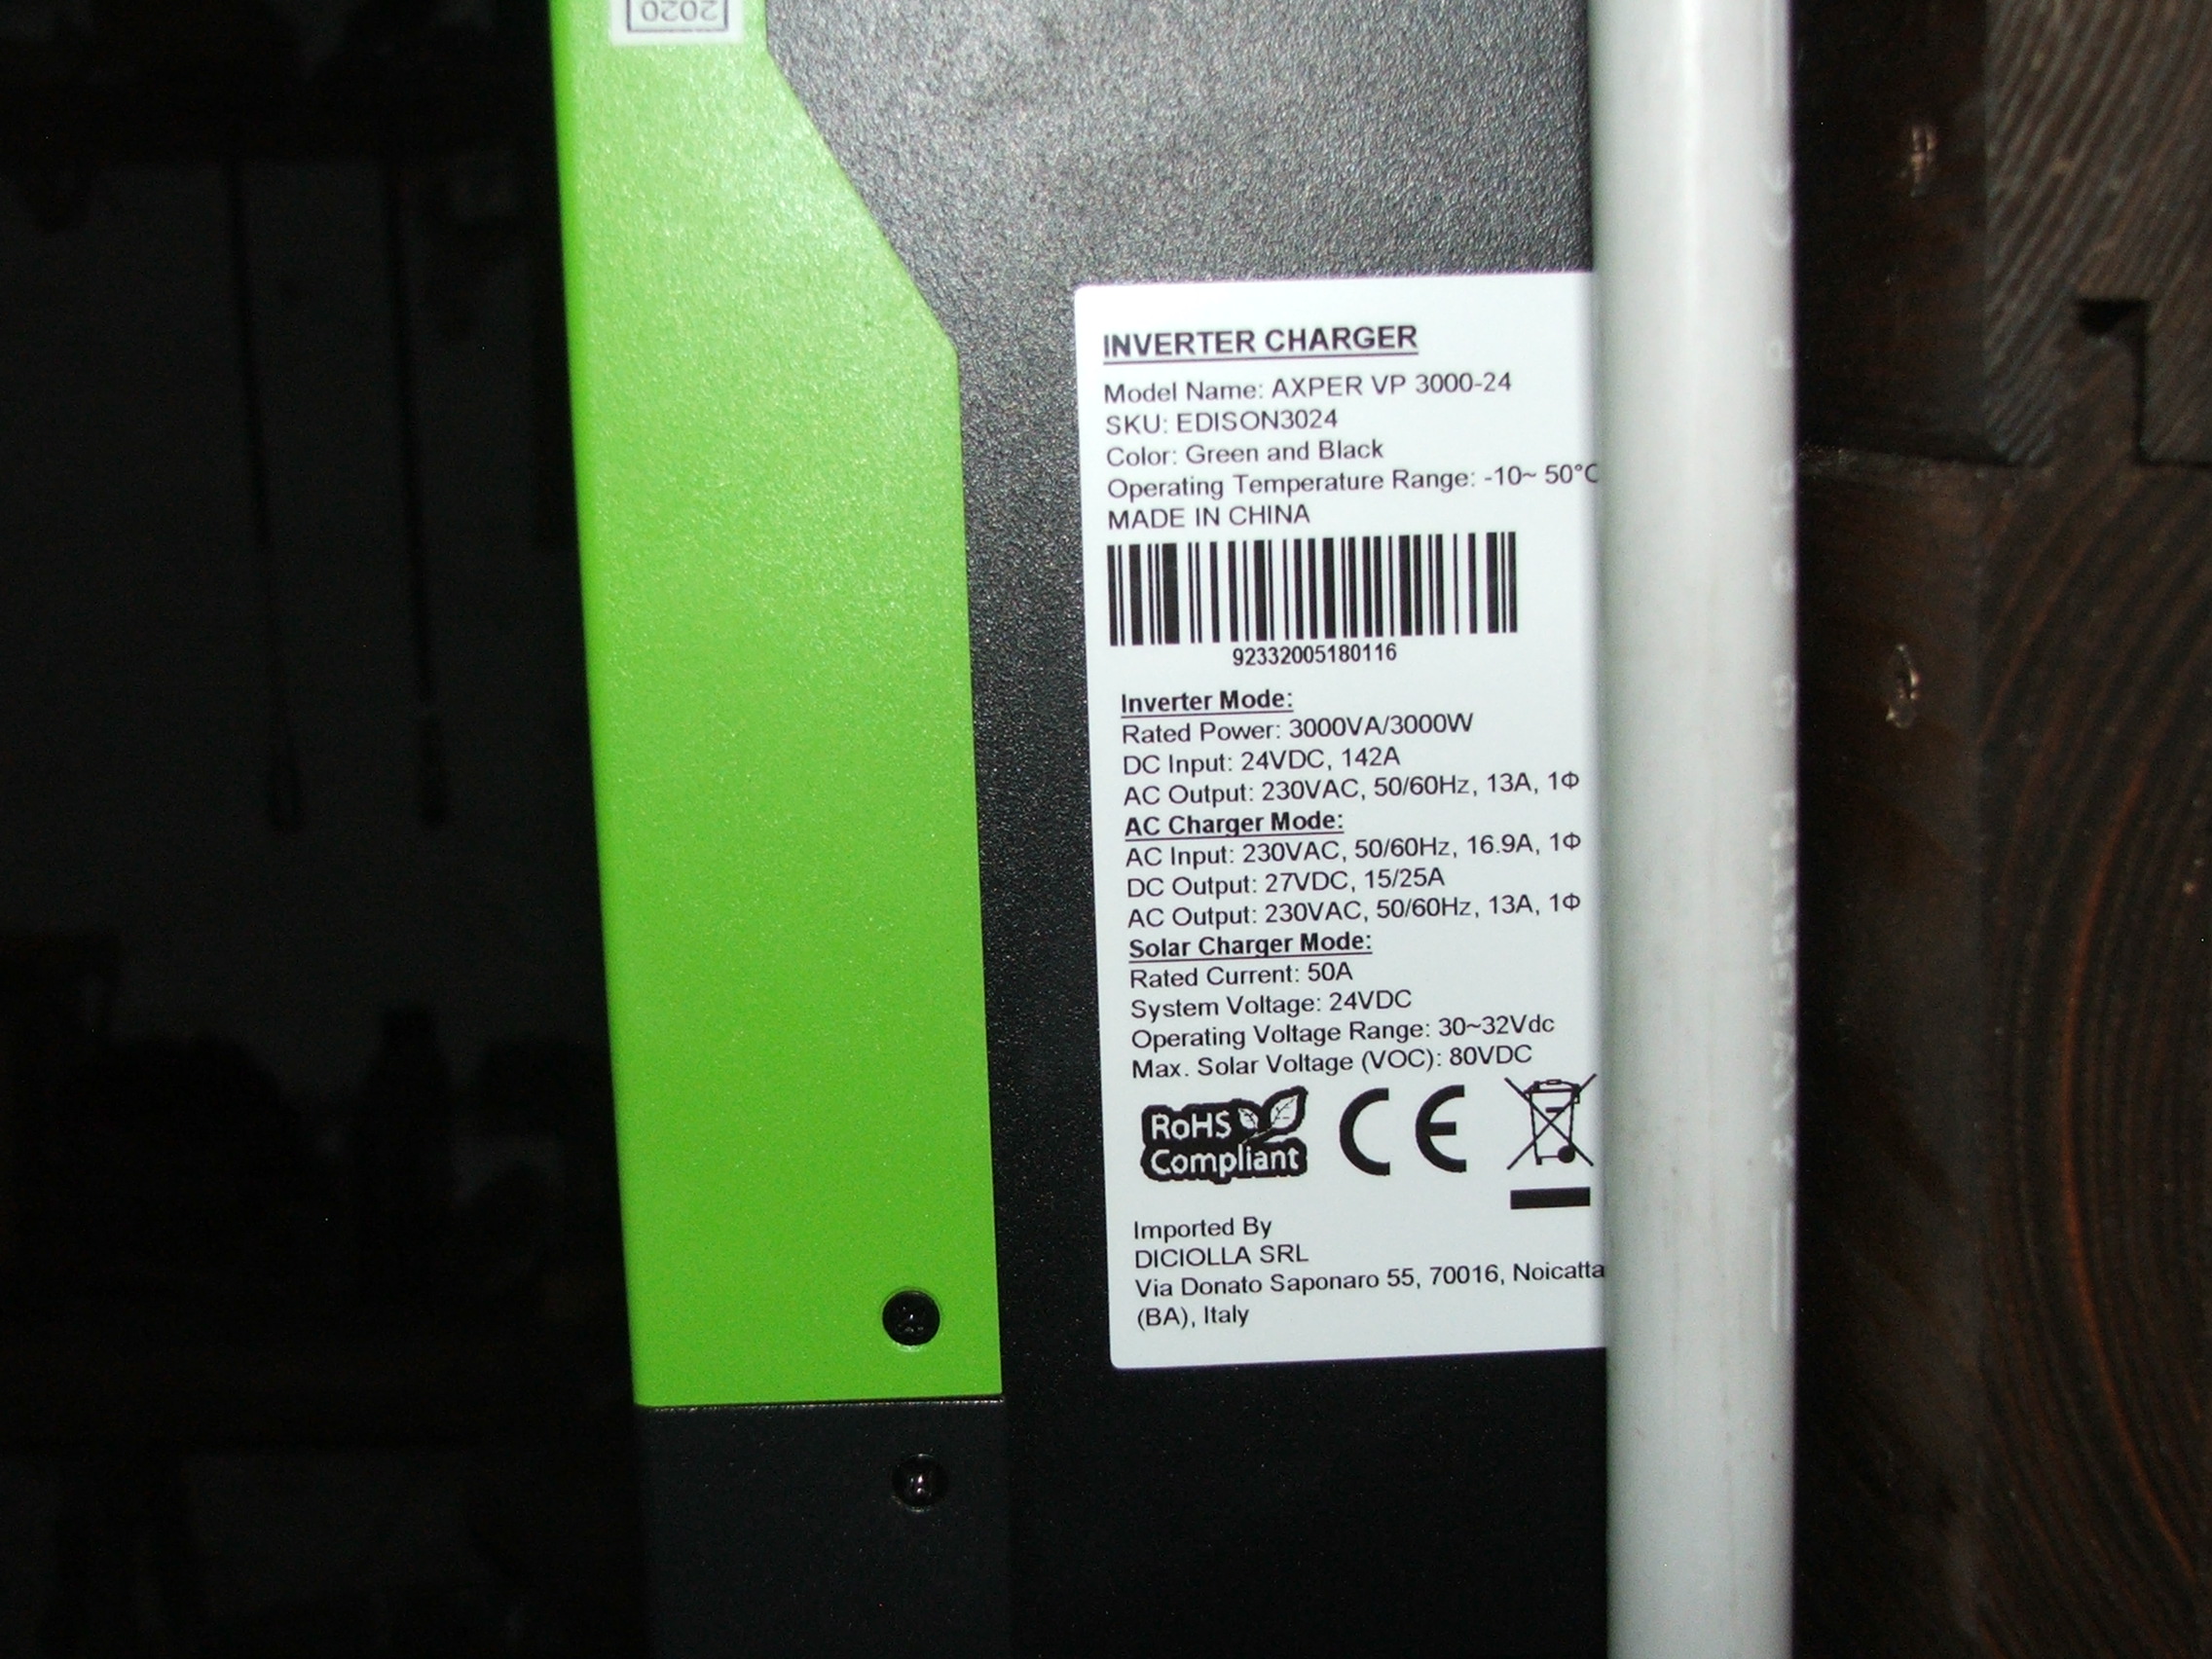 2020
INVERTER CHARGER
Model Name: AXPER VP 3000-24
SKU: EDISON3024
Color: Green and Black
Operating Temperature Range: -10~ 50°C
MADE IN CHINA
92332005180116
Inverter Mode:
Rated Power: 3000VA/3000W
DC Input: 24VDC, 142A
AC Output: 230VAC, 50/60Hz, 13A, 1Φ
AC Charger Mode:
AC Input: 230VAC, 50/60Hz, 16.9A, 1Φ
DC Output: 27VDC, 15/25A
AC Output: 230VAC, 50/60Hz, 13A, 1Φ
Solar Charger Mode:
Rated Current: 50A
System Voltage: 24VDC
Operating Voltage Range: 30~32Vdc
Max. Solar Voltage (VOC): 80VDC
RoHS
Compliant
CE
Imported By
DICIOLLA SRL
Via Donato Saponaro 55, 70016, Noicatta
(BA), Italy